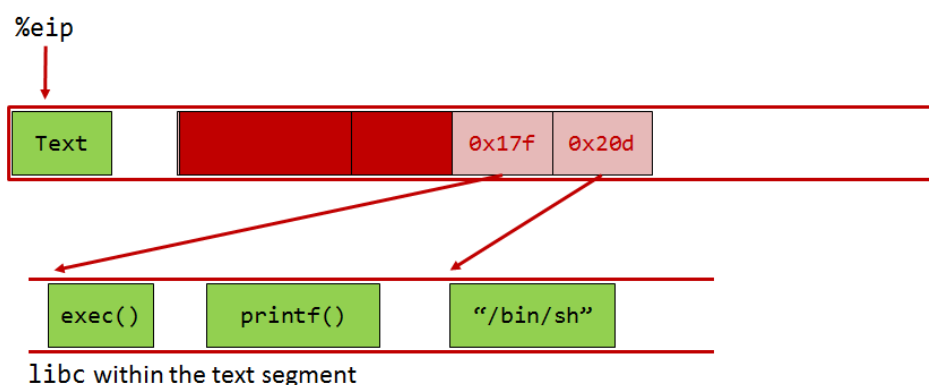 %eip
Text 0x17f 0x20d
exec() printf() “/bin/sh”
libc within the text segment